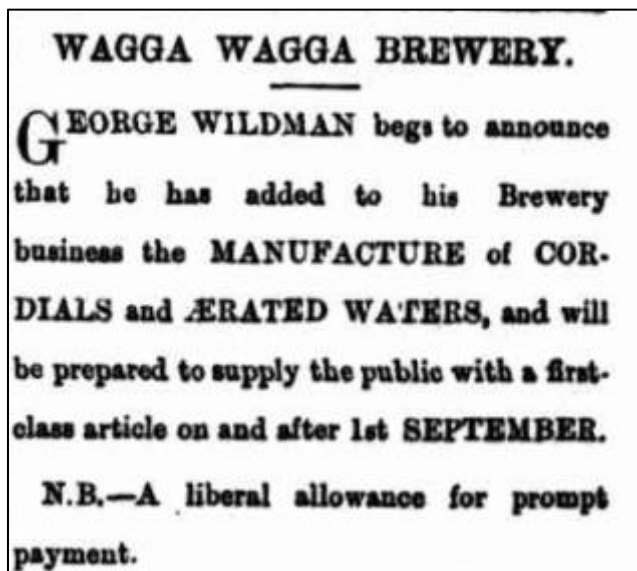 WAGGA WAGGA BREWERY.
GEORGE WILDMAN begs to announce
that he has added to his Brewery
business the MANUFACTURE of COR-
DIALS and ÆRATED WATERS, and will
be prepared to supply the public with a first-
class article on and after 1st SEPTEMBER.
N.B.—A liberal allowance for prompt
payment.